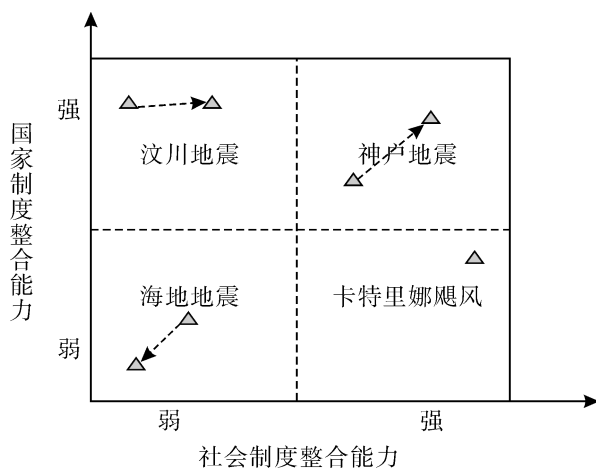 国家制度整合能力
强
汶川地震
神户地震
海地地震
卡特里娜飓风
弱
弱
强
社会制度整合能力